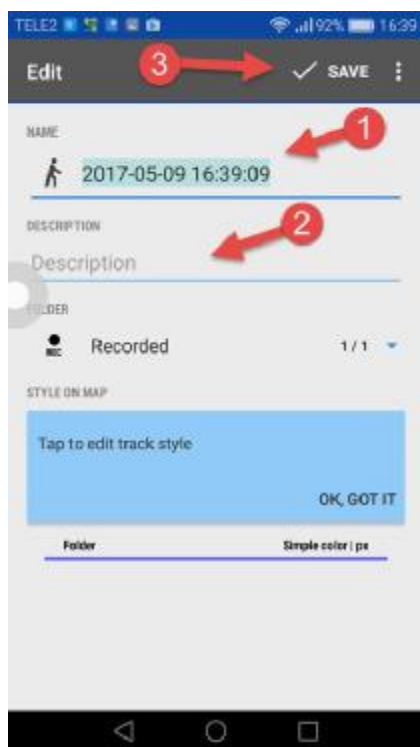 TELE2 92% 16:39
Edit 3 SAVE
NAME
1
2017-05-09 16:39:09
DESCRIPTION
2
Description
FOLDER
REC Recorded 1 / 1
STYLE ON MAP
Tap to edit track style
OK, GOT IT
Folder Simple color | px